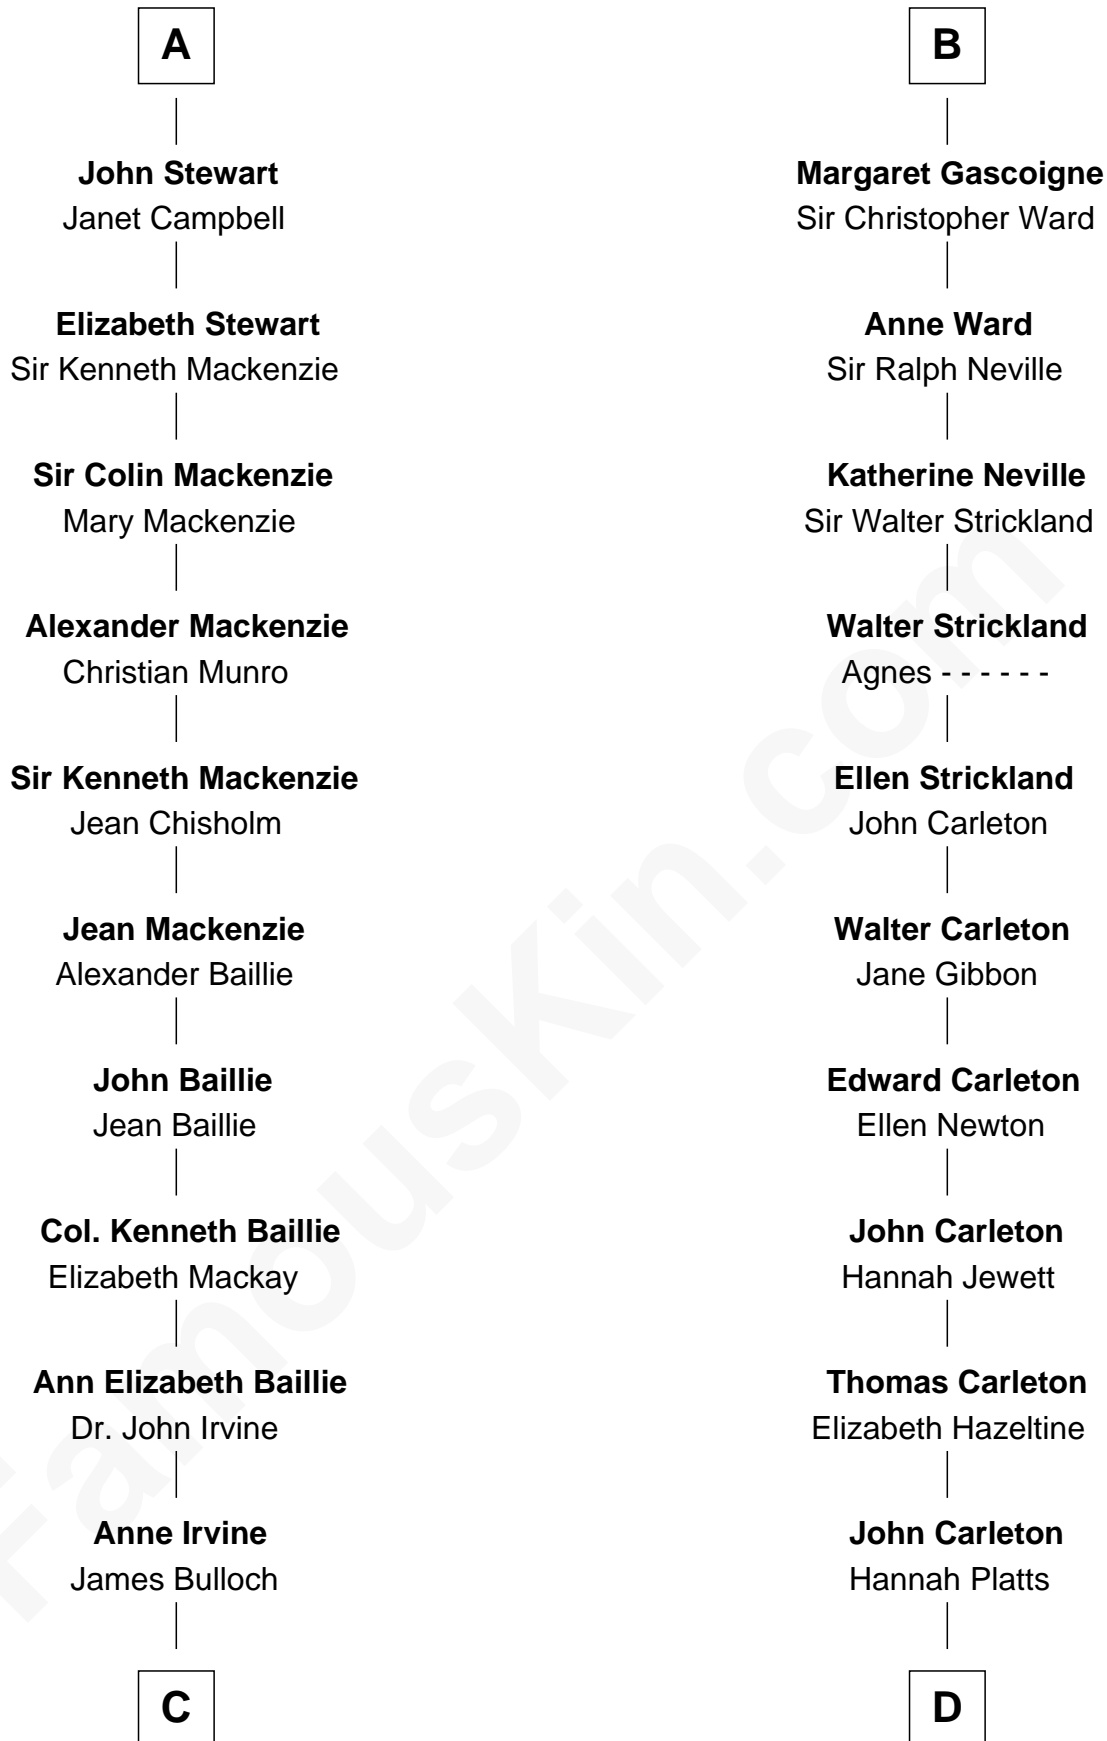 A
John Stewart
Janet Campbell
Elizabeth Stewart
Sir Kenneth Mackenzie
Sir Colin Mackenzie
Mary Mackenzie
Alexander Mackenzie
Christian Munro
Sir Kenneth Mackenzie
Jean Chisholm
Jean Mackenzie
Alexander Baillie
John Baillie
Jean Baillie
Col. Kenneth Baillie
Elizabeth Mackay
Ann Elizabeth Baillie
Dr. John Irvine
Anne Irvine
James Bulloch
C
B
Margaret Gascoigne
Sir Christopher Ward
Anne Ward
Sir Ralph Neville
Katherine Neville
Sir Walter Strickland
Walter Strickland
Agnes - - - - - -
Ellen Strickland
John Carleton
Walter Carleton
Jane Gibbon
Edward Carleton
Ellen Newton
John Carleton
Hannah Jewett
Thomas Carleton
Elizabeth Hazeltine
John Carleton
Hannah Platts
D
FamousKin.com